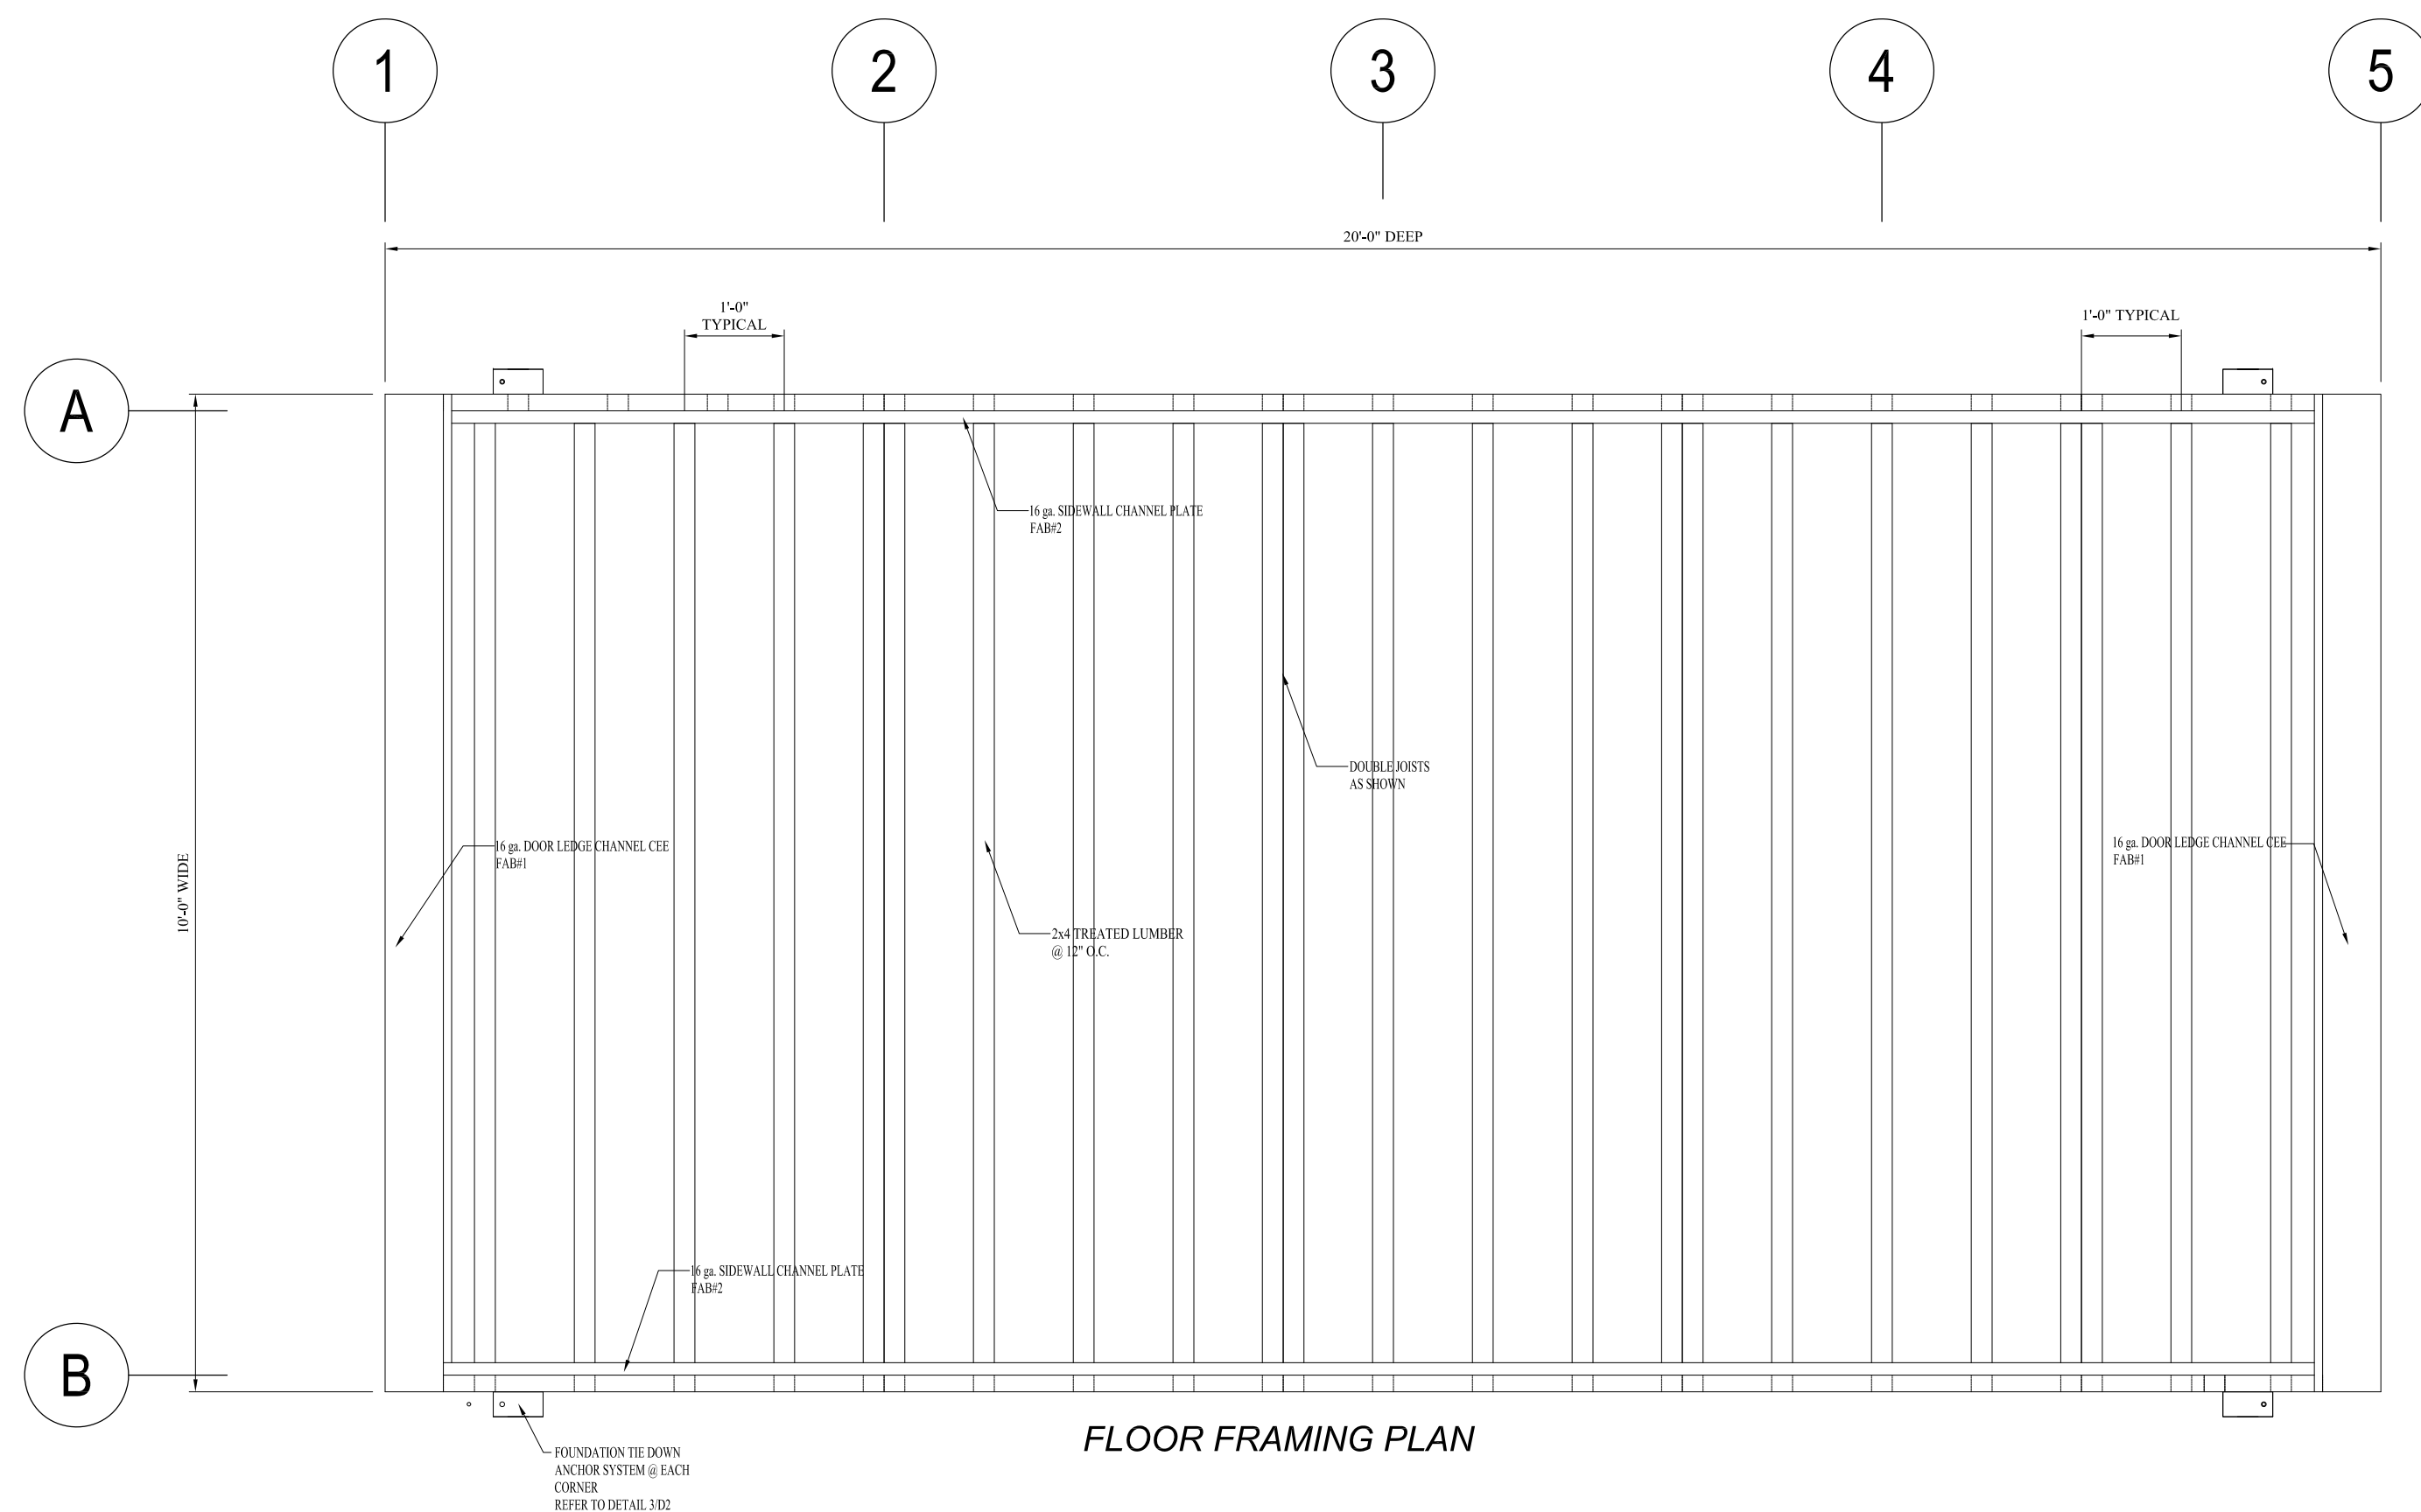 1
2
3
4
5
20'-0" DEEP
1'-0"
TYPICAL
1'-0" TYPICAL
A
16 ga. SIDEWALL CHANNEL PLATE
FAB#2
DOUBLE JOISTS
AS SHOWN
16 ga. DOOR LEDGE CHANNEL CEE
FAB#1
16 ga. DOOR LEDGE CHANNEL CEE
FAB#1
10'-0" WIDE
2x4 TREATED LUMBER
@ 12" O.C.
16 ga. SIDEWALL CHANNEL PLATE
FAB#2
B
FLOOR FRAMING PLAN
FOUNDATION TIE DOWN
ANCHOR SYSTEM @ EACH
CORNER
REFER TO DETAIL 3/D2